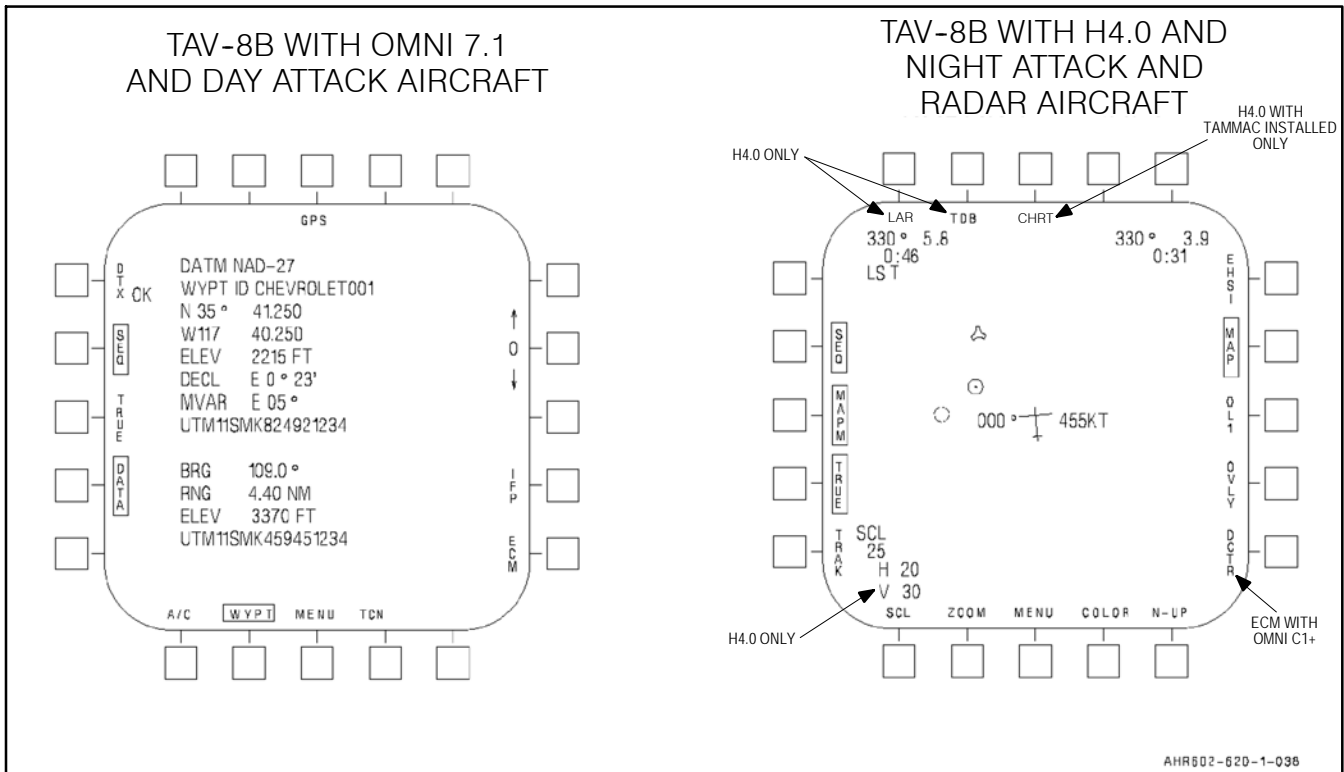 TAV-8B WITH OMNI 7.1
AND DAY ATTACK AIRCRAFT
GPS
DTX OK
SEQ
TRUE
DATA
DATM NAD-27
WYPT ID CHEVROLET001
N 35° 41.250
W117 40.250
ELEV 2215 FT
DECL E 0° 23'
MVAR E 05°
UTM11SMK824921234
BRG 109.0°
RNG 4.40 NM
ELEV 3370 FT
UTM11SMK459451234
0
IFP
ECM
A/C WYPT MENU TCN
TAV-8B WITH H4.0 AND
NIGHT ATTACK AND
RADAR AIRCRAFT
H4.0 WITH
TAMMAC INSTALLED
ONLY
H4.0 ONLY
LAR TDB CHRT
330° 5.8 330° 3.9
0:46 0:31
LST
SEQ
MAPM
TRUE
TRAK
000° 455KT
EHSI
MAP
OL1
OVLY
DCTR
SCL
25
H 20
V 30
SCL ZOOM MENU COLOR N-UP
H4.0 ONLY
ECM WITH
OMNI C1+
AHR602-620-1-036